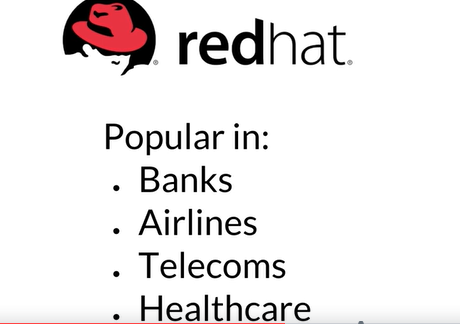 redhat.
Popular in:
• Banks
• Airlines
• Telecoms
• Healthcare